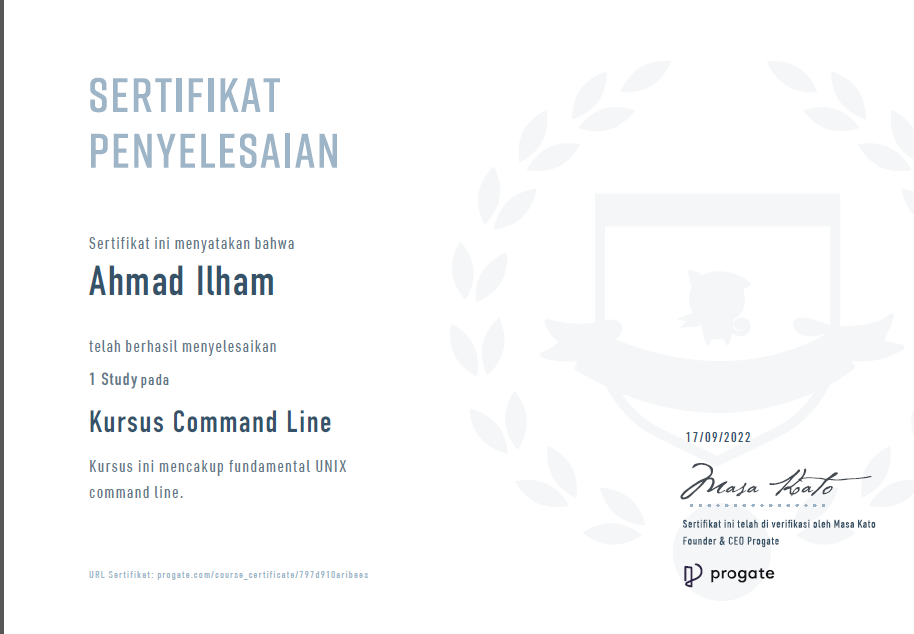 SERTIFIKAT
PENYELESAIAN
Sertifikat ini menyatakan bahwa
Ahmad Ilham
telah berhasil menyelesaikan
1 Study pada
Kursus Command Line
Kursus ini mencakup fundamental UNIX
command line.
17/09/2022
Masa Kato
Sertifikat ini telah di verifikasi oleh Masa Kato
Founder & CEO Progate
progate
URL Sertifikat: progate.com/course_certificate/797d910aribees